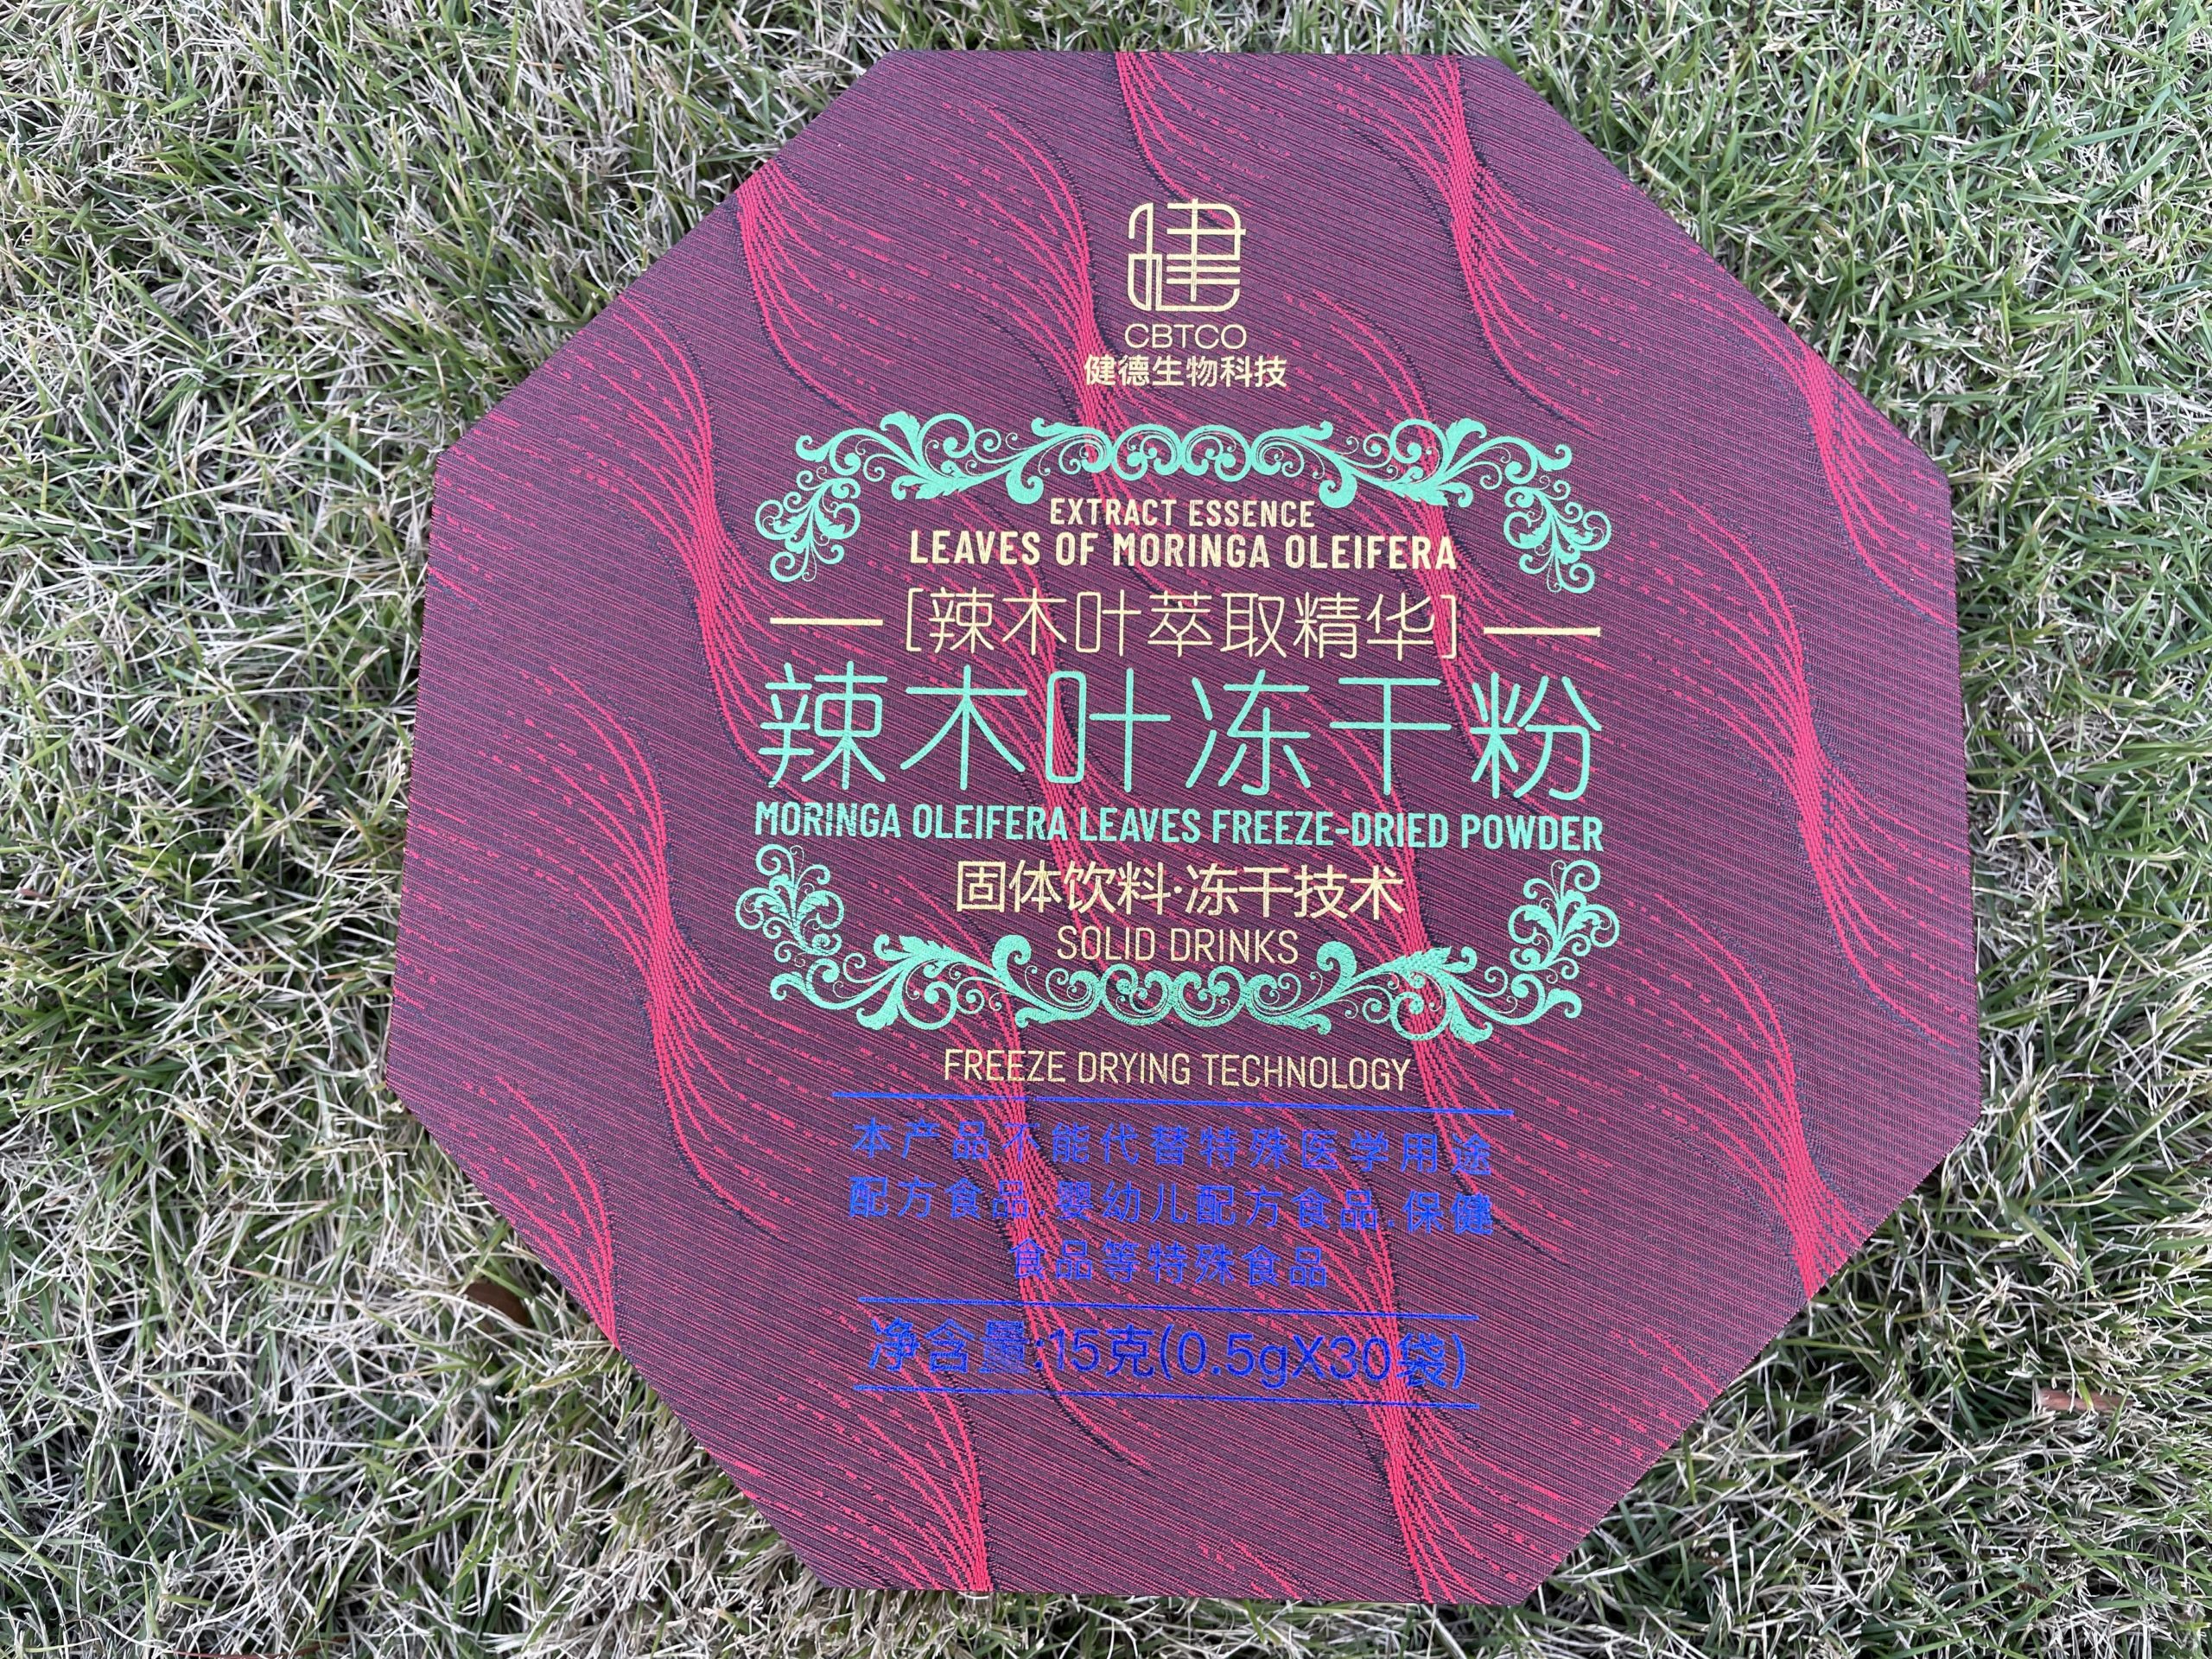 健
CBTCO
健德生物科技
EXTRACT ESSENCE
LEAVES OF MORINGA OLEIFERA
[辣木叶萃取精华]
辣木叶冻干粉
MORINGA OLEIFERA LEAVES FREEZE-DRIED POWDER
固体饮料·冻干技术
SOLID DRINKS
FREEZE DRYING TECHNOLOGY
本产品不能代替特殊医学用途
配方食品,婴幼儿配方食品,保健
食品等特殊食品
净含量:15克(0.5gX30袋)